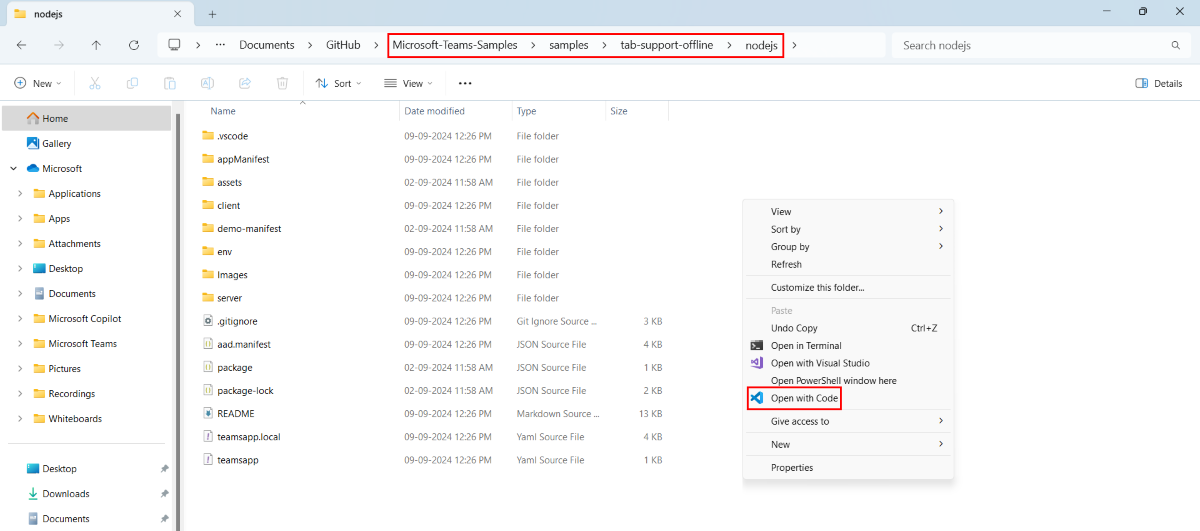 nodejs
Documents
GitHub
Microsoft-Teams-Samples
samples
tab-support-offline
nodejs
Search nodejs
New
Sort
View
Details
Name Date modified Type Size
Home
Gallery
Microsoft
Applications
Apps
Attachments
Desktop
Documents
Microsoft Copilot
Microsoft Teams
Pictures
Recordings
Whiteboards
Desktop
Downloads
Documents
.vscode 09-09-2024 12:26 PM File folder
appManifest 09-09-2024 12:26 PM File folder
assets 02-09-2024 11:58 AM File folder
client 09-09-2024 12:26 PM File folder
demo-manifest 02-09-2024 11:58 AM File folder
env 09-09-2024 12:26 PM File folder
Images 09-09-2024 12:26 PM File folder
server 09-09-2024 12:26 PM File folder
.gitignore 09-09-2024 12:26 PM Git Ignore Source ... 3 KB
aad.manifest 09-09-2024 12:26 PM JSON Source File 4 KB
package 02-09-2024 11:58 AM JSON Source File 1 KB
package-lock 02-09-2024 11:58 AM JSON Source File 2 KB
README 09-09-2024 12:26 PM Markdown Source ... 13 KB
teamsapp.local 09-09-2024 12:26 PM Yaml Source File 4 KB
teamsapp 09-09-2024 12:26 PM Yaml Source File 1 KB
View
Sort by
Group by
Refresh
Customize this folder...
Paste
Undo Copy Ctrl+Z
Open in Terminal
Open with Visual Studio
Open PowerShell window here
Open with Code
Give access to
New
Properties